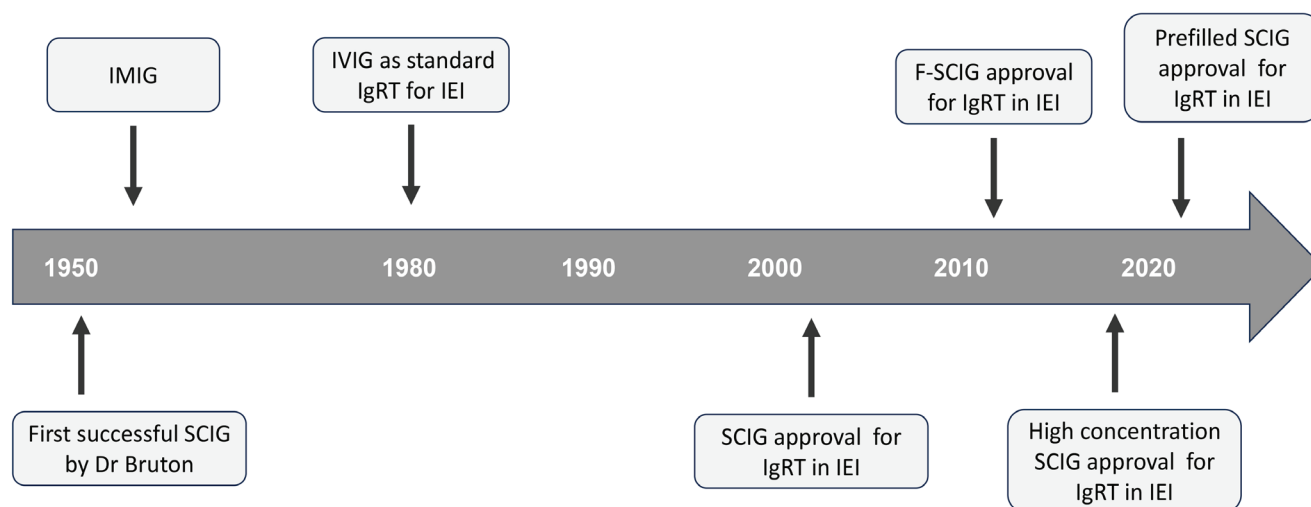 IMIG
IVIG as standard
IgRT for IEI
F-SCIG approval
for IgRT in IEI
Prefilled SCIG
approval for
IgRT in IEI
1950
1980
1990
2000
2010
2020
First successful SCIG
by Dr Bruton
SCIG approval for
IgRT in IEI
High concentration
SCIG approval for
IgRT in IEI